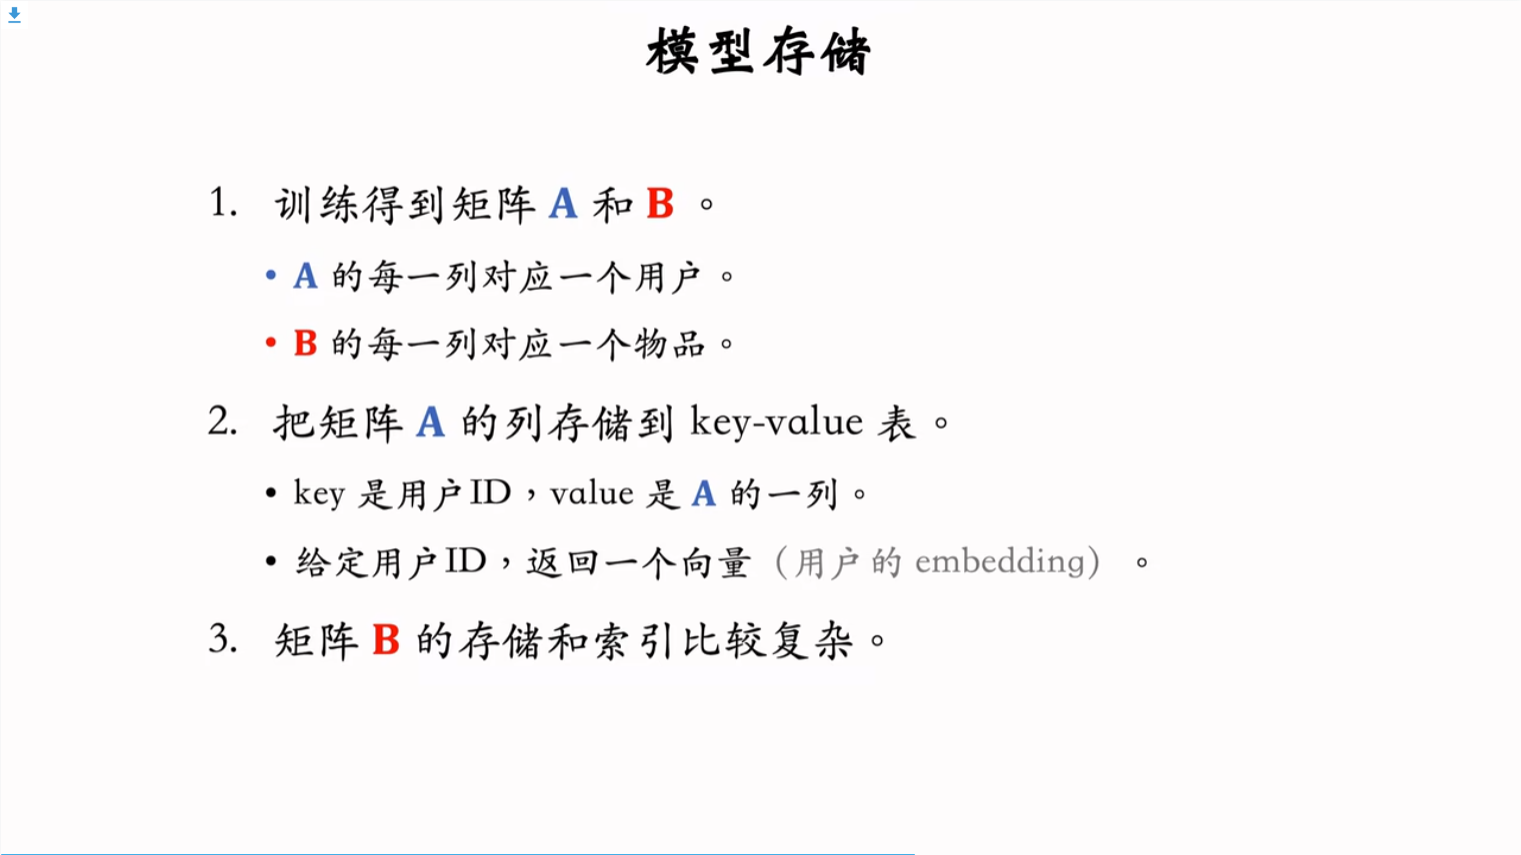 模型存储
1. 训练得到矩阵 A 和 B 。
• A 的每一列对应一个用户。
• B 的每一列对应一个物品。
2. 把矩阵 A 的列存储到 key-value 表。
• key 是用户ID，value 是 A 的一列。
• 给定用户ID，返回一个向量（用户的 embedding）。
3. 矩阵 B 的存储和索引比较复杂。